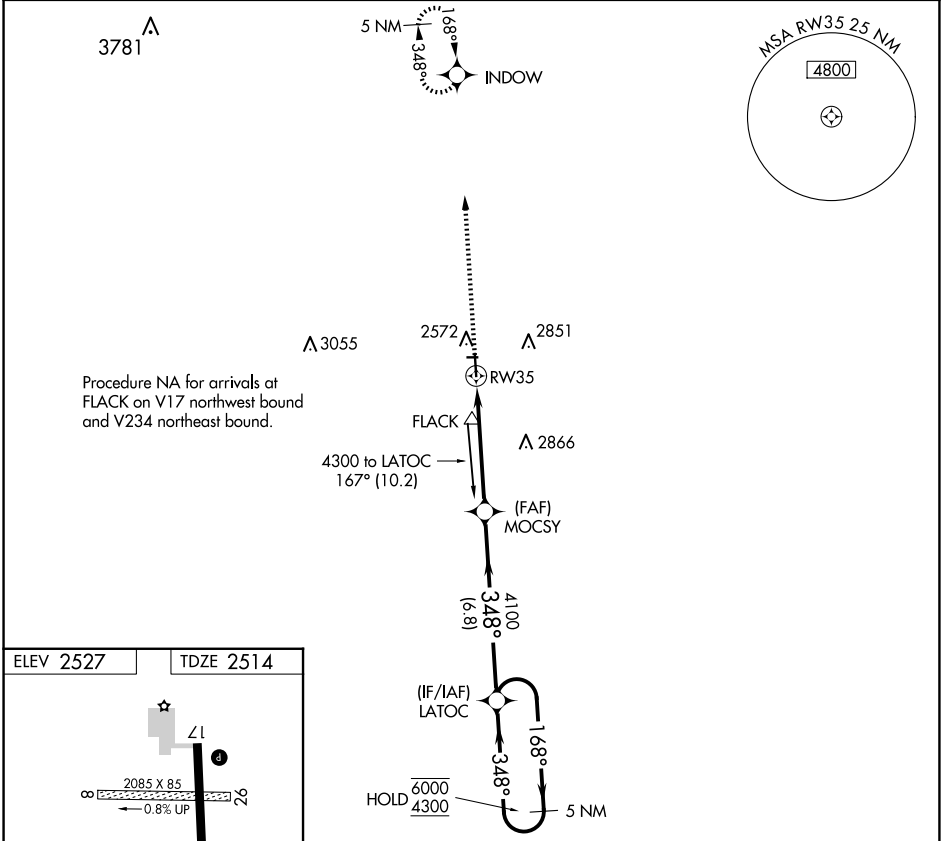 3781
5 NM
168°
348°
INDOW
MSA RW35 25 NM
4800
3055
2572
2851
RW35
Procedure NA for arrivals at
FLACK on V17 northwest bound
and V234 northeast bound.
FLACK
2866
4300 to LATOC
167° (10.2)
(FAF)
MOCSY
4100
348°
(6.8)
ELEV 2527
TDZE 2514
(IF/IAF)
LATOC
168°
348°
HOLD 6000
4300
5 NM
17
P
2085 X 85
8
26
0.8% UP